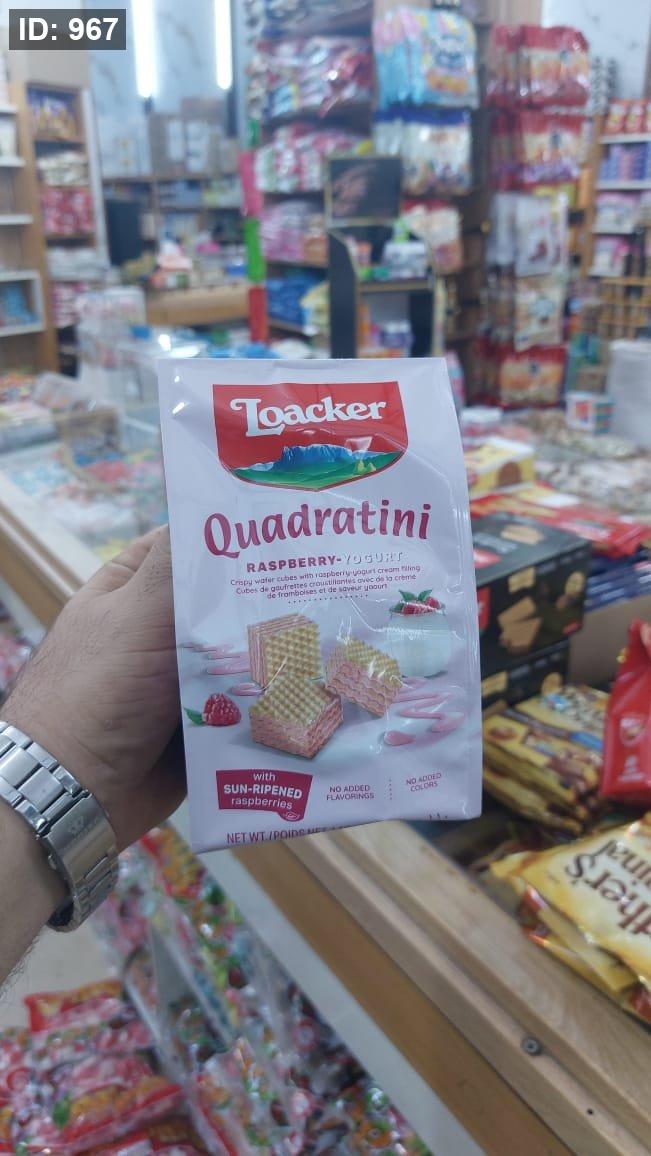 ID: 967
Loacker
Quadratini
RASPBERRY-YOGURT
Crispy wafer cubes with raspberry-yogurt cream filling
Cubes de gaufrettes croustillantes avec de la crème
de framboises et de saveur yaourt
with
SUN-RIPENED
raspberries
NO ADDED
FLAVORINGS
NO ADDED
COLORS
NET WT./POIDS NET